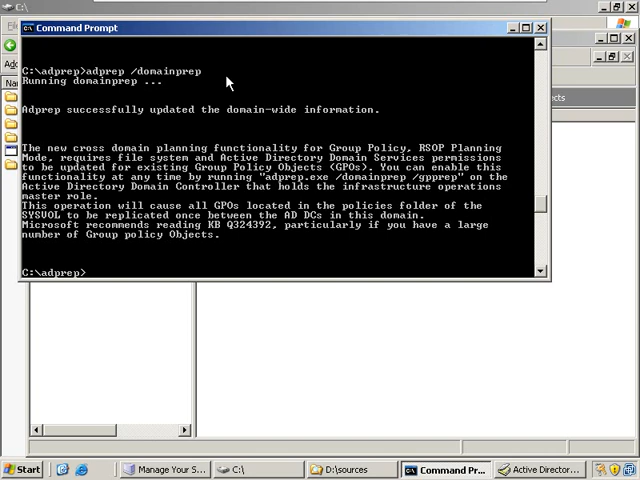 C:\
Command Prompt
C:\adprep>adprep /domainprep
Running domainprep ...
Adprep successfully updated the domain-wide information.
The new cross domain planning functionality for Group Policy, RSOP Planning
Mode, requires file system and Active Directory Domain Services permissions
to be updated for existing Group Policy Objects (GPOs). You can enable this
functionality at any time by running "adprep.exe /domainprep /gpprep" on the
Active Directory Domain Controller that holds the infrastructure operations
master role.
This operation will cause all GPOs located in the policies folder of the
SYSVOL to be replicated once between the AD DCs in this domain.
Microsoft recommends reading KB Q324392, particularly if you have a large
number of Group policy Objects.
C:\adprep>
Start
Manage Your S...
C:\
D:\sources
Command Pr...
Active Director...